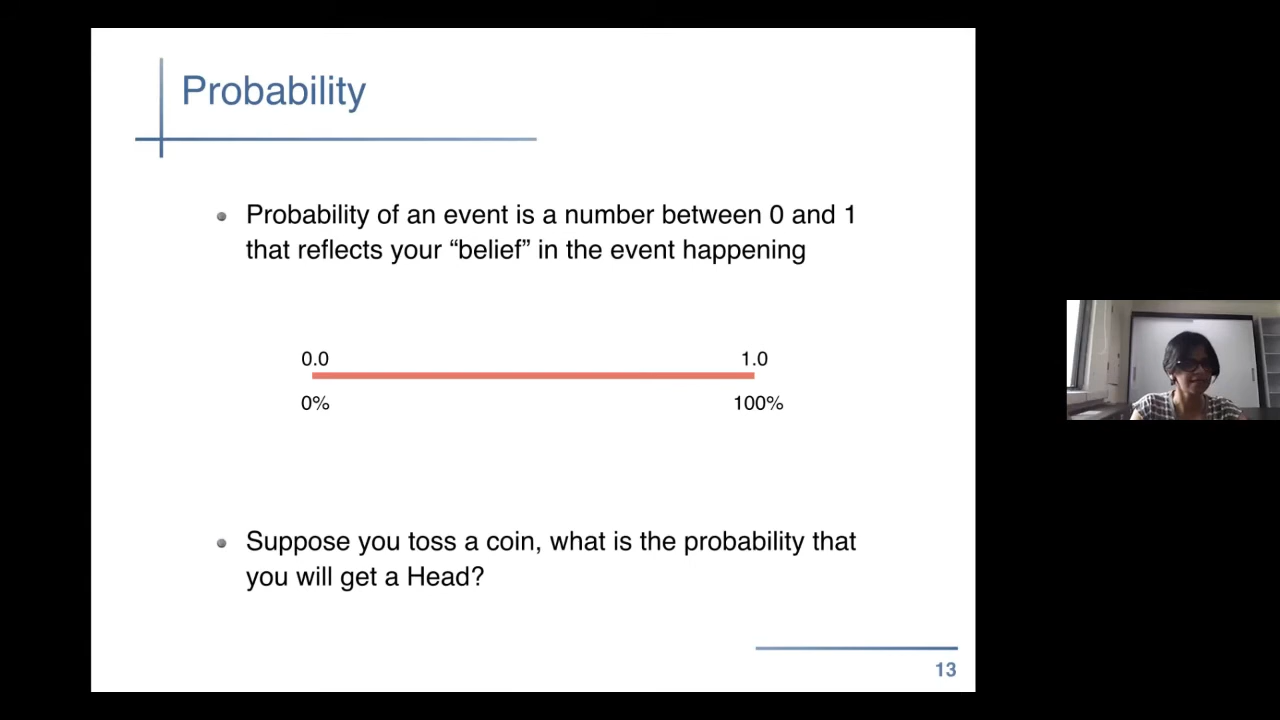 Probability
Probability of an event is a number between 0 and 1
that reflects your “belief” in the event happening
0.0 1.0
0% 100%
Suppose you toss a coin, what is the probability that
you will get a Head?
13